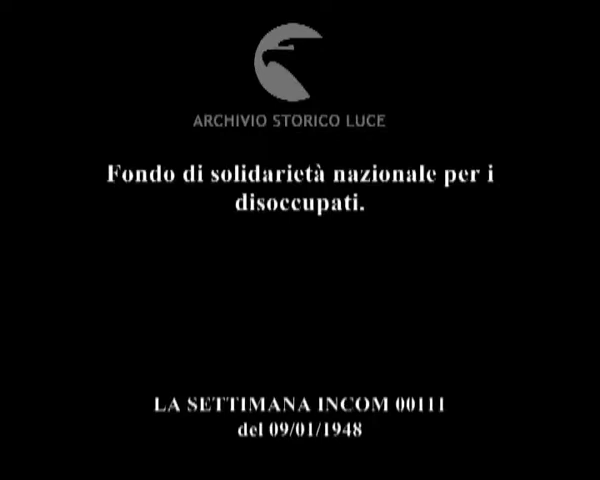 ARCHIVIO STORICO LUCE
Fondo di solidarietà nazionale per i
disoccupati.
LA SETTIMANA INCOM 00111
del 09/01/1948